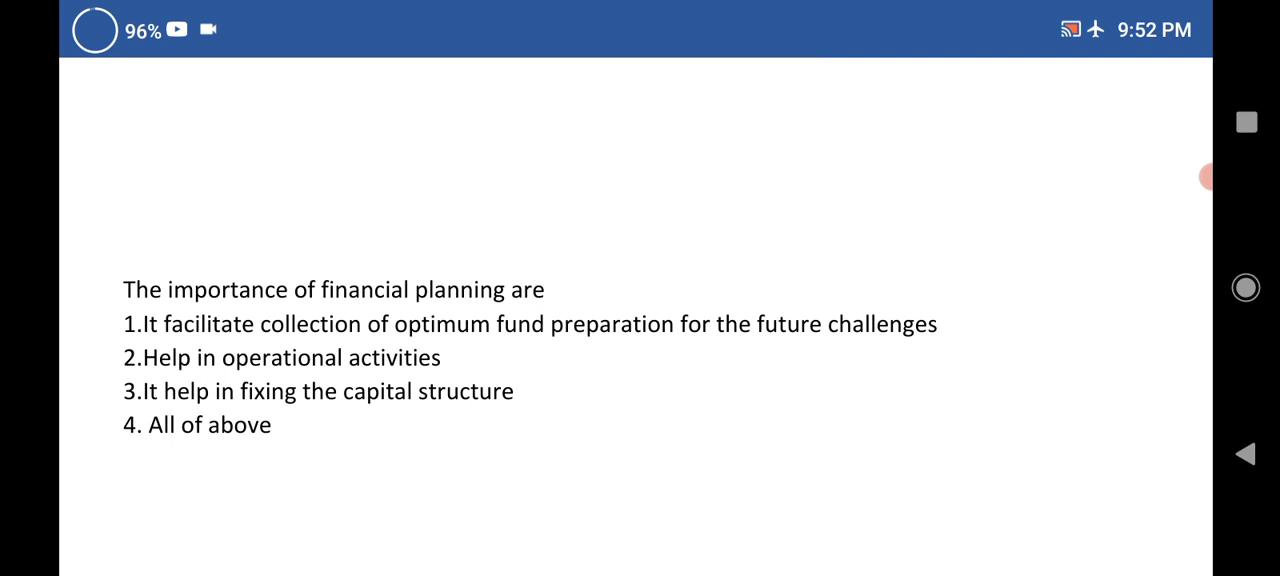 96% 9:52 PM
The importance of financial planning are
1.It facilitate collection of optimum fund preparation for the future challenges
2.Help in operational activities
3.It help in fixing the capital structure
4. All of above